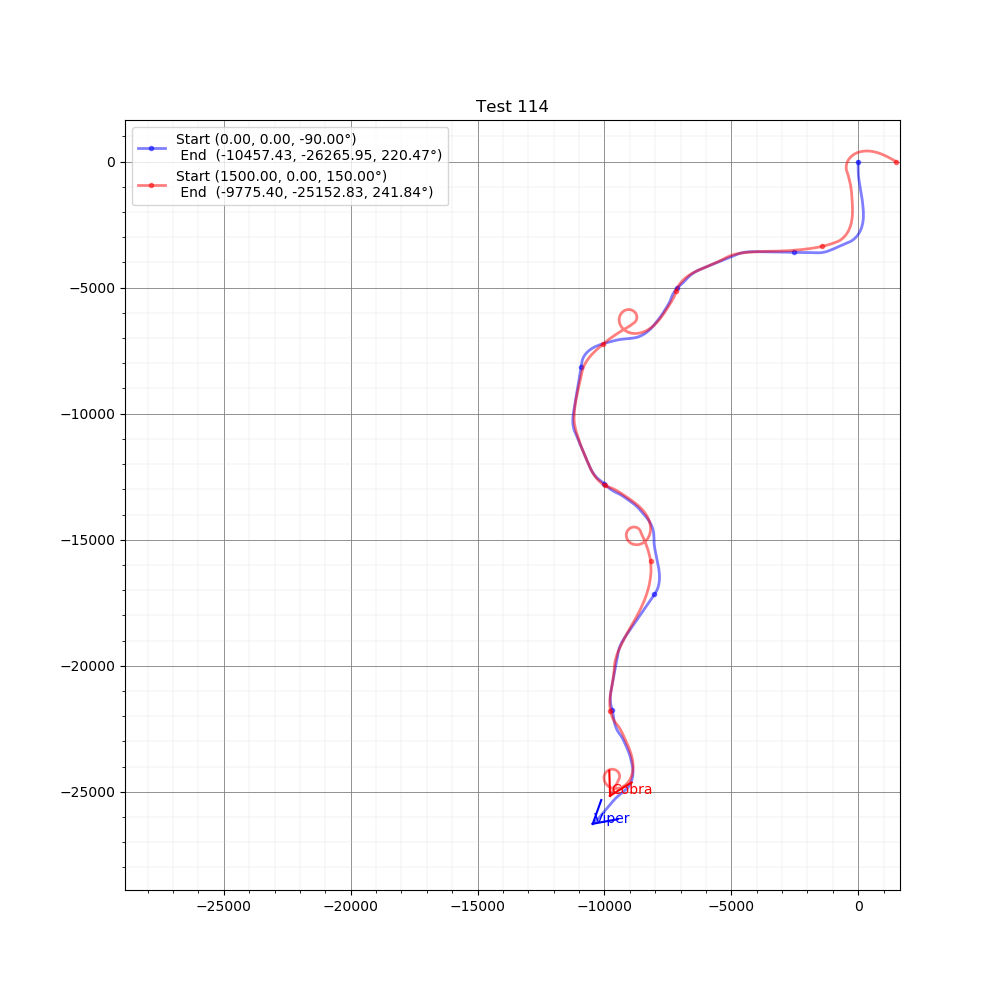 Test 114
Start (0.00, 0.00, -90.00°)
End  (-10457.43, -26265.95, 220.47°)
Start (1500.00, 0.00, 150.00°)
End  (-9775.40, -25152.83, 241.84°)
0
−5000
−10000
−15000
−20000
−25000
Cobra
Viper
−25000
−20000
−15000
−10000
−5000
0